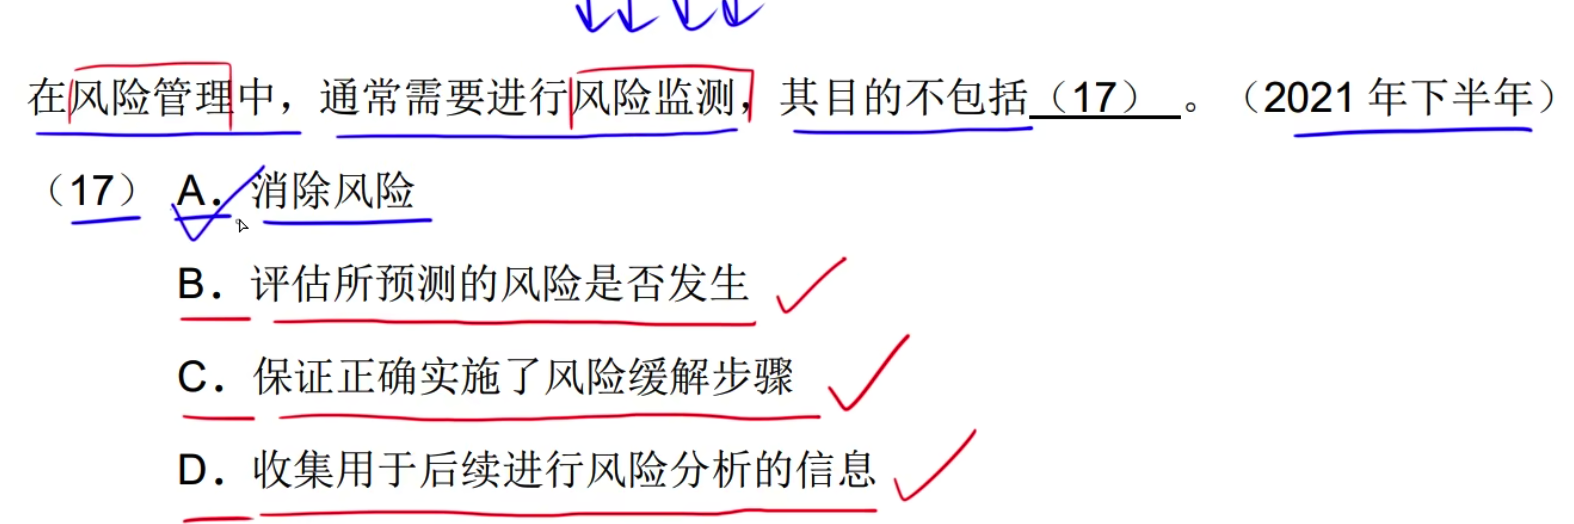 在风险管理中，通常需要进行风险监测，其目的不包括（17）。（2021 年下半年）
（17） A．消除风险
B．评估所预测的风险是否发生
C．保证正确实施了风险缓解步骤
D．收集用于后续进行风险分析的信息